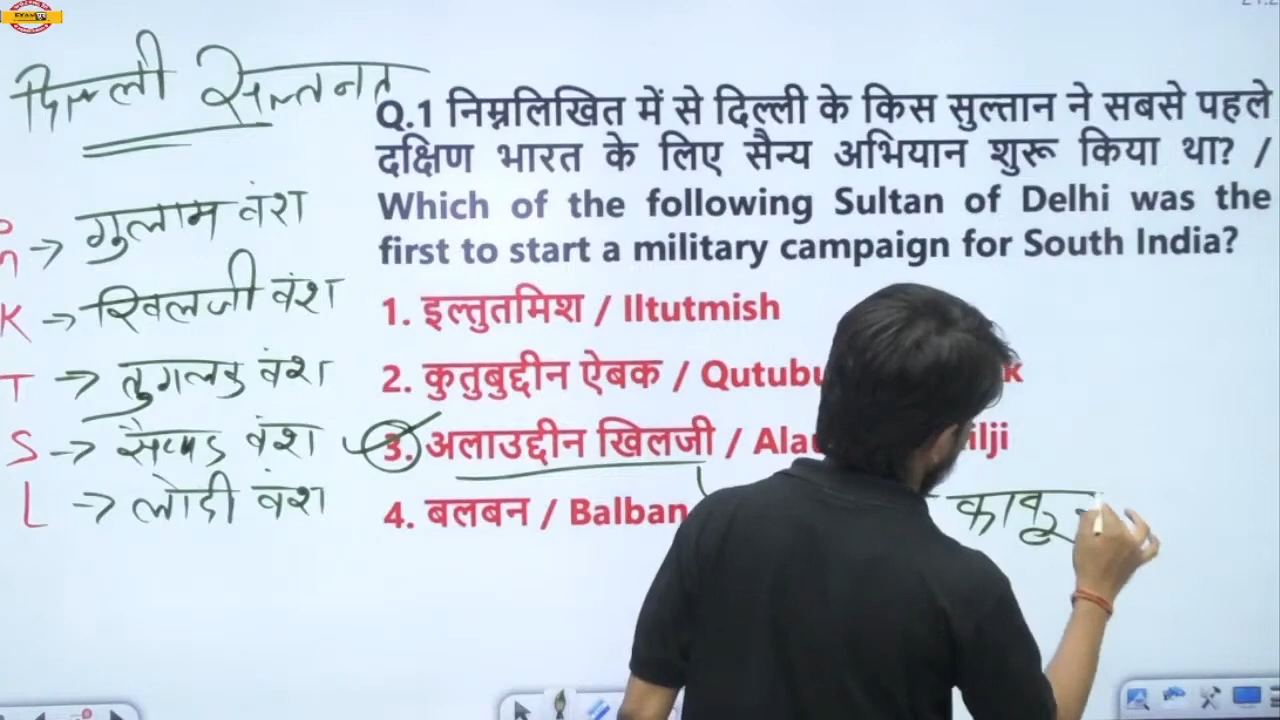 EXAM
दिल्ली सल्तनत
Q.1 निम्नलिखित में से दिल्ली के किस सुल्तान ने सबसे पहले
दक्षिण भारत के लिए सैन्य अभियान शुरू किया था? /
Which of the following Sultan of Delhi was the
first to start a military campaign for South India?
1. इल्तुतमिश / Iltutmish
2. कुतुबुद्दीन ऐबक / Qutubu k
3. अलाउद्दीन खिलजी / Ala ilji
4. बलबन / Balban
काफू
→ गुलाम वंश
K → खिलजी वंश
T → तुगलक वंश
S → सैय्यद वंश
L → लोदी वंश